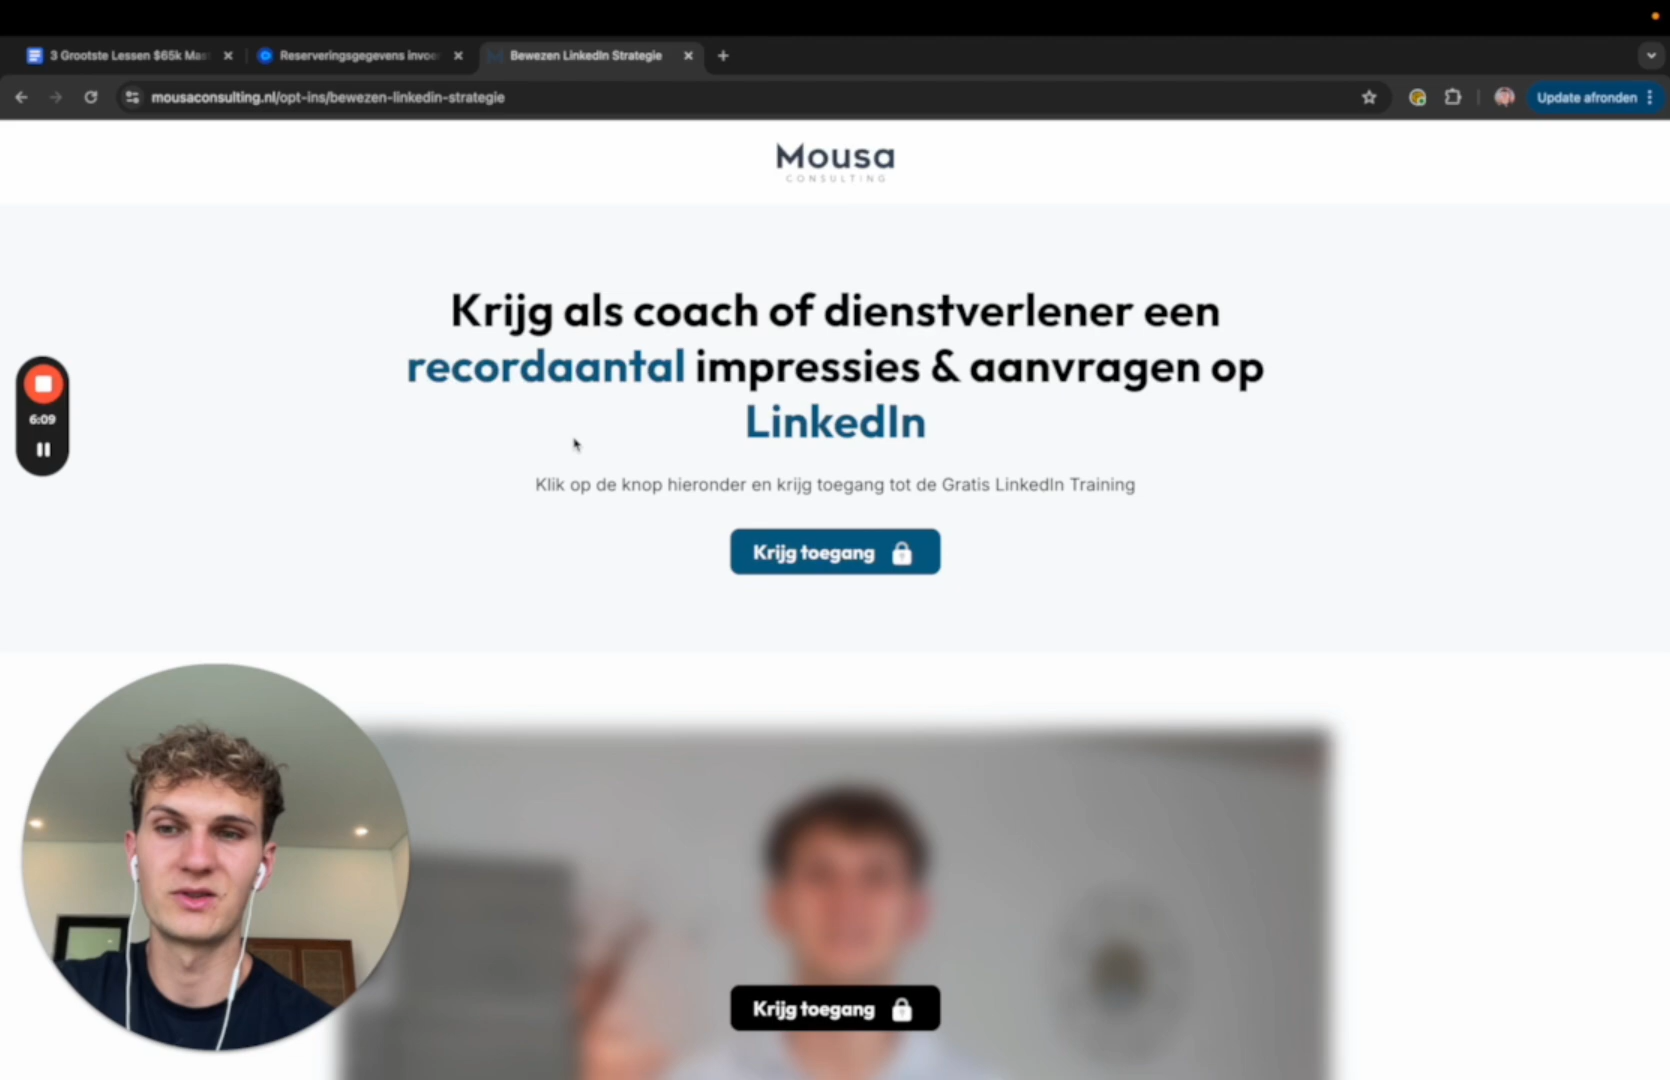 3 Grootste Lessen $65k Mas
Reserveringsgegevens invoe
Bewezen LinkedIn Strategie
mousaconsulting.nl/opt-ins/bewezen-linkedin-strategie
Update afronden
Mousa
CONSULTING
Krijg als coach of dienstverlener een
recordaantal impressies & aanvragen op
LinkedIn
6:09
Klik op de knop hieronder en krijg toegang tot de Gratis LinkedIn Training
Krijg toegang
Krijg toegang